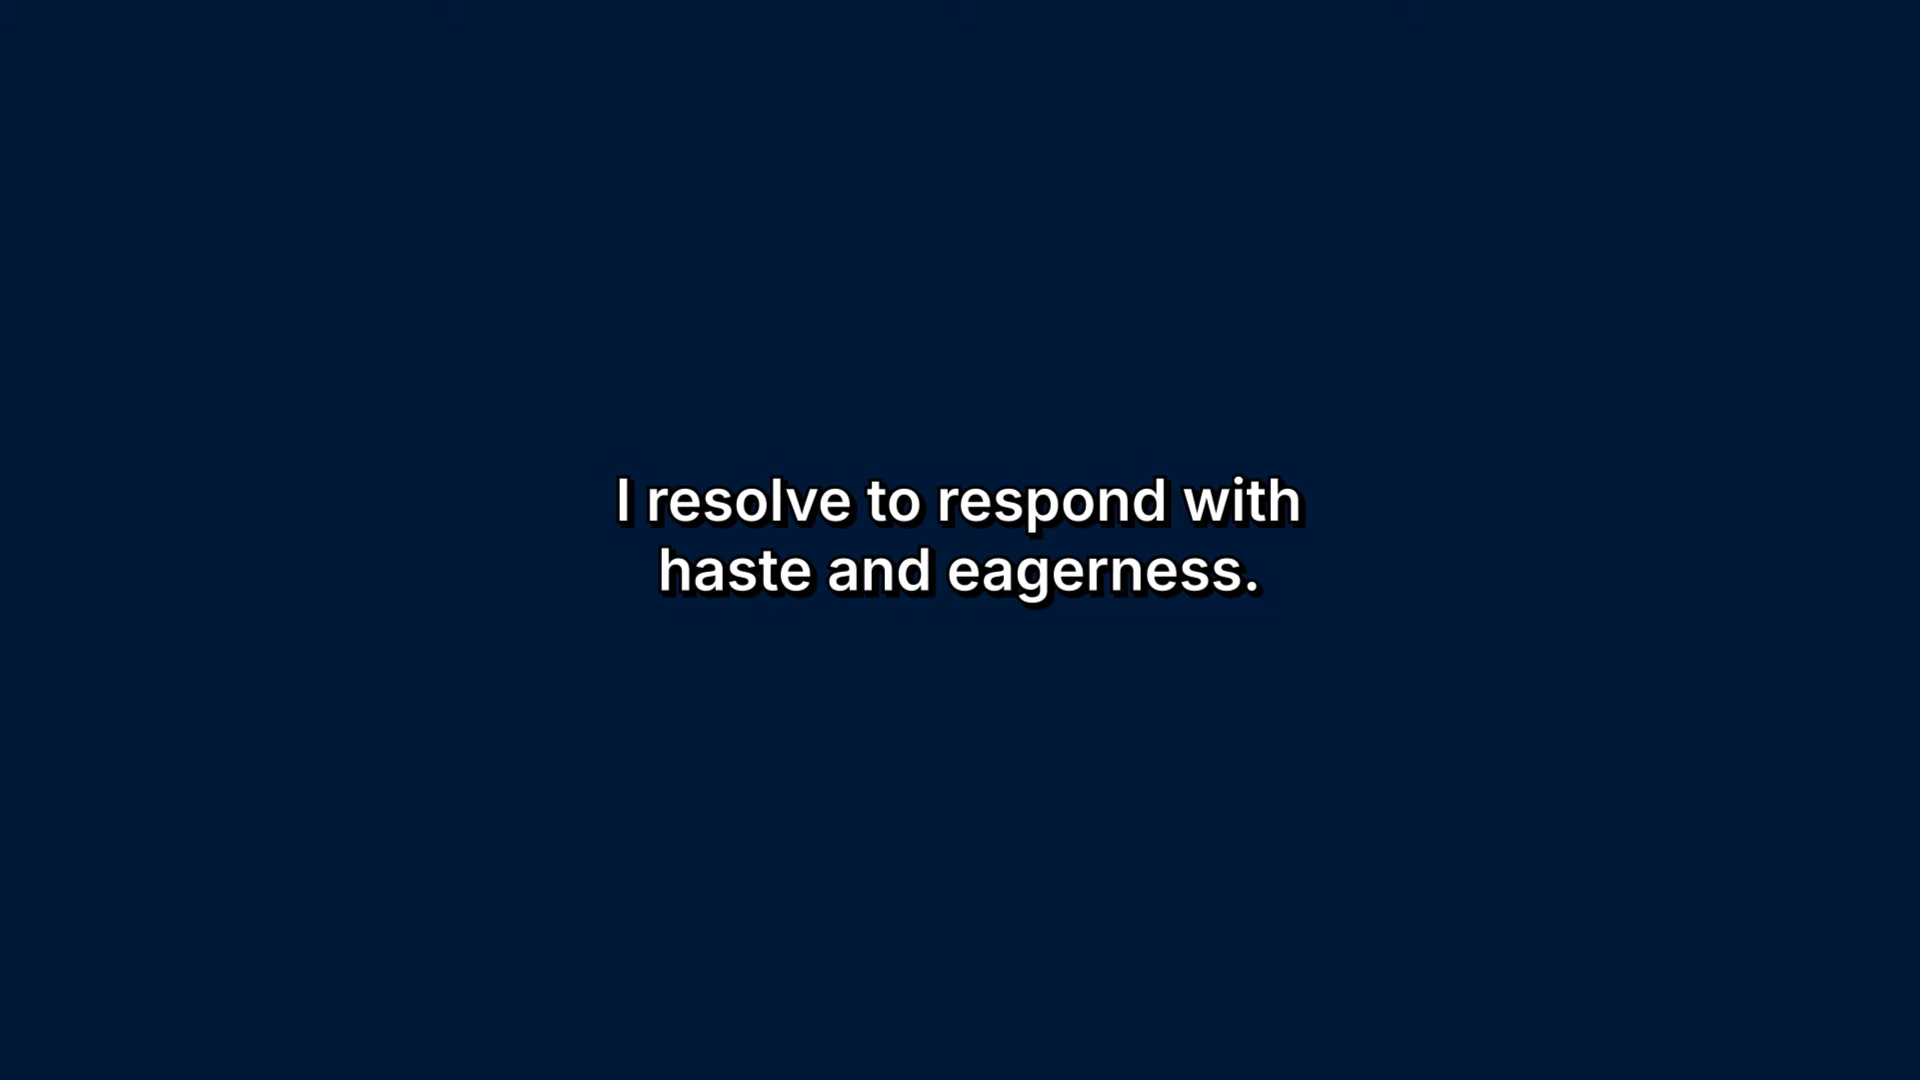 I resolve to respond with
haste and eagerness.